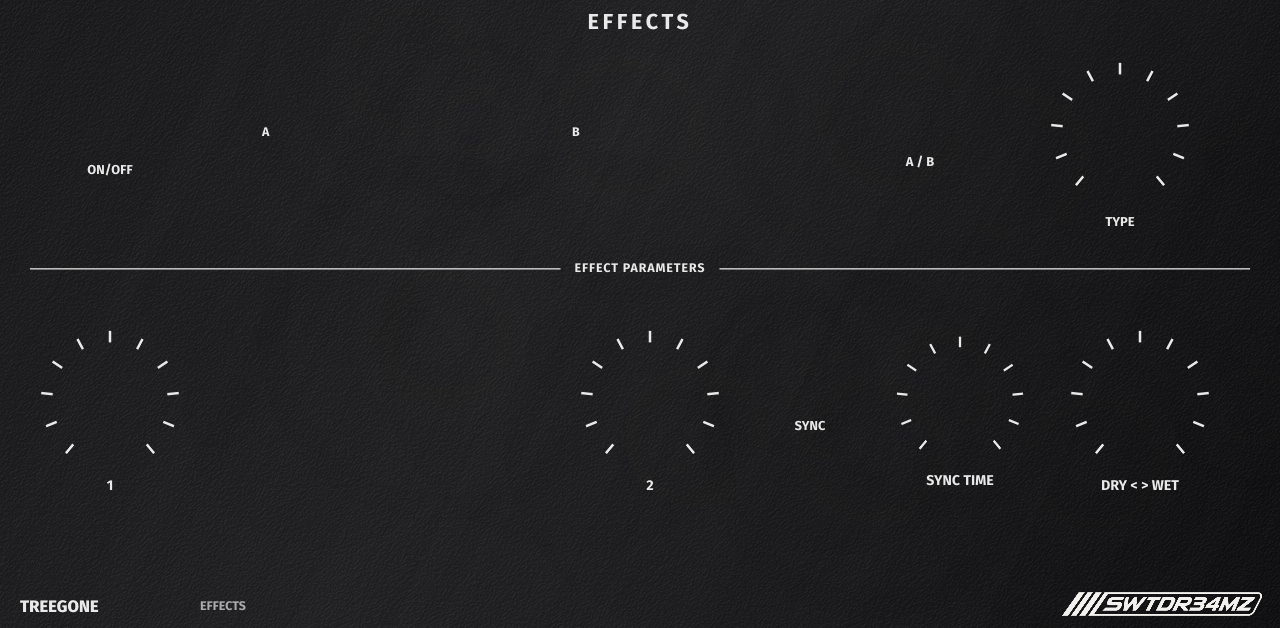 EFFECTS
A
B
ON/OFF
A / B
TYPE
EFFECT PARAMETERS
SYNC
1
2
SYNC TIME
DRY < > WET
TREEGONE
EFFECTS
SWTDR34MZ